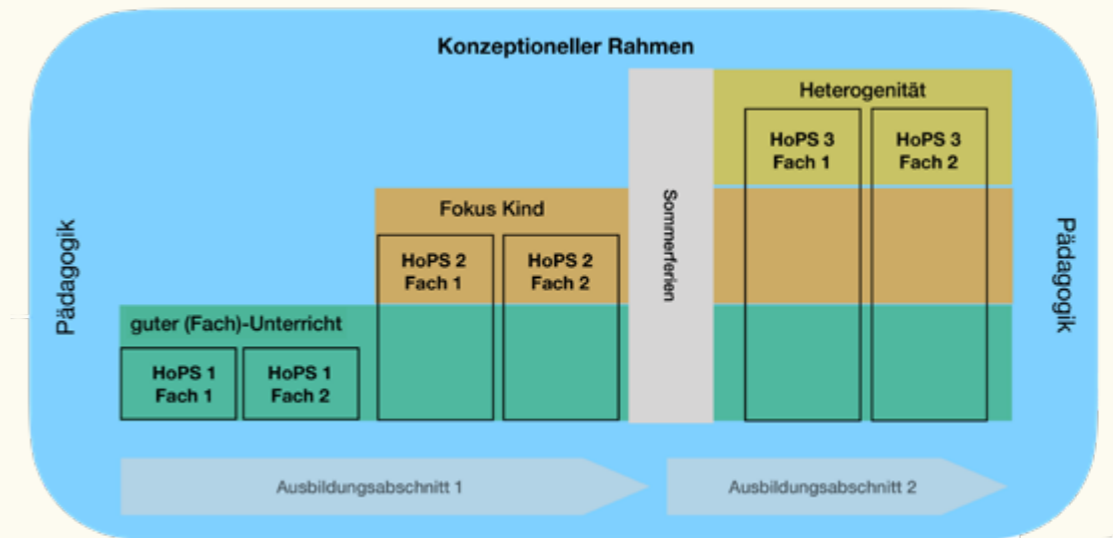 Konzeptioneller Rahmen
Heterogenität
HoPS 3
Fach 1
HoPS 3
Fach 2
Fokus Kind
HoPS 2
Fach 1
HoPS 2
Fach 2
Sommerferien
Pädagogik
Pädagogik
guter (Fach)-Unterricht
HoPS 1
Fach 1
HoPS 1
Fach 2
Ausbildungsabschnitt 1
Ausbildungsabschnitt 2